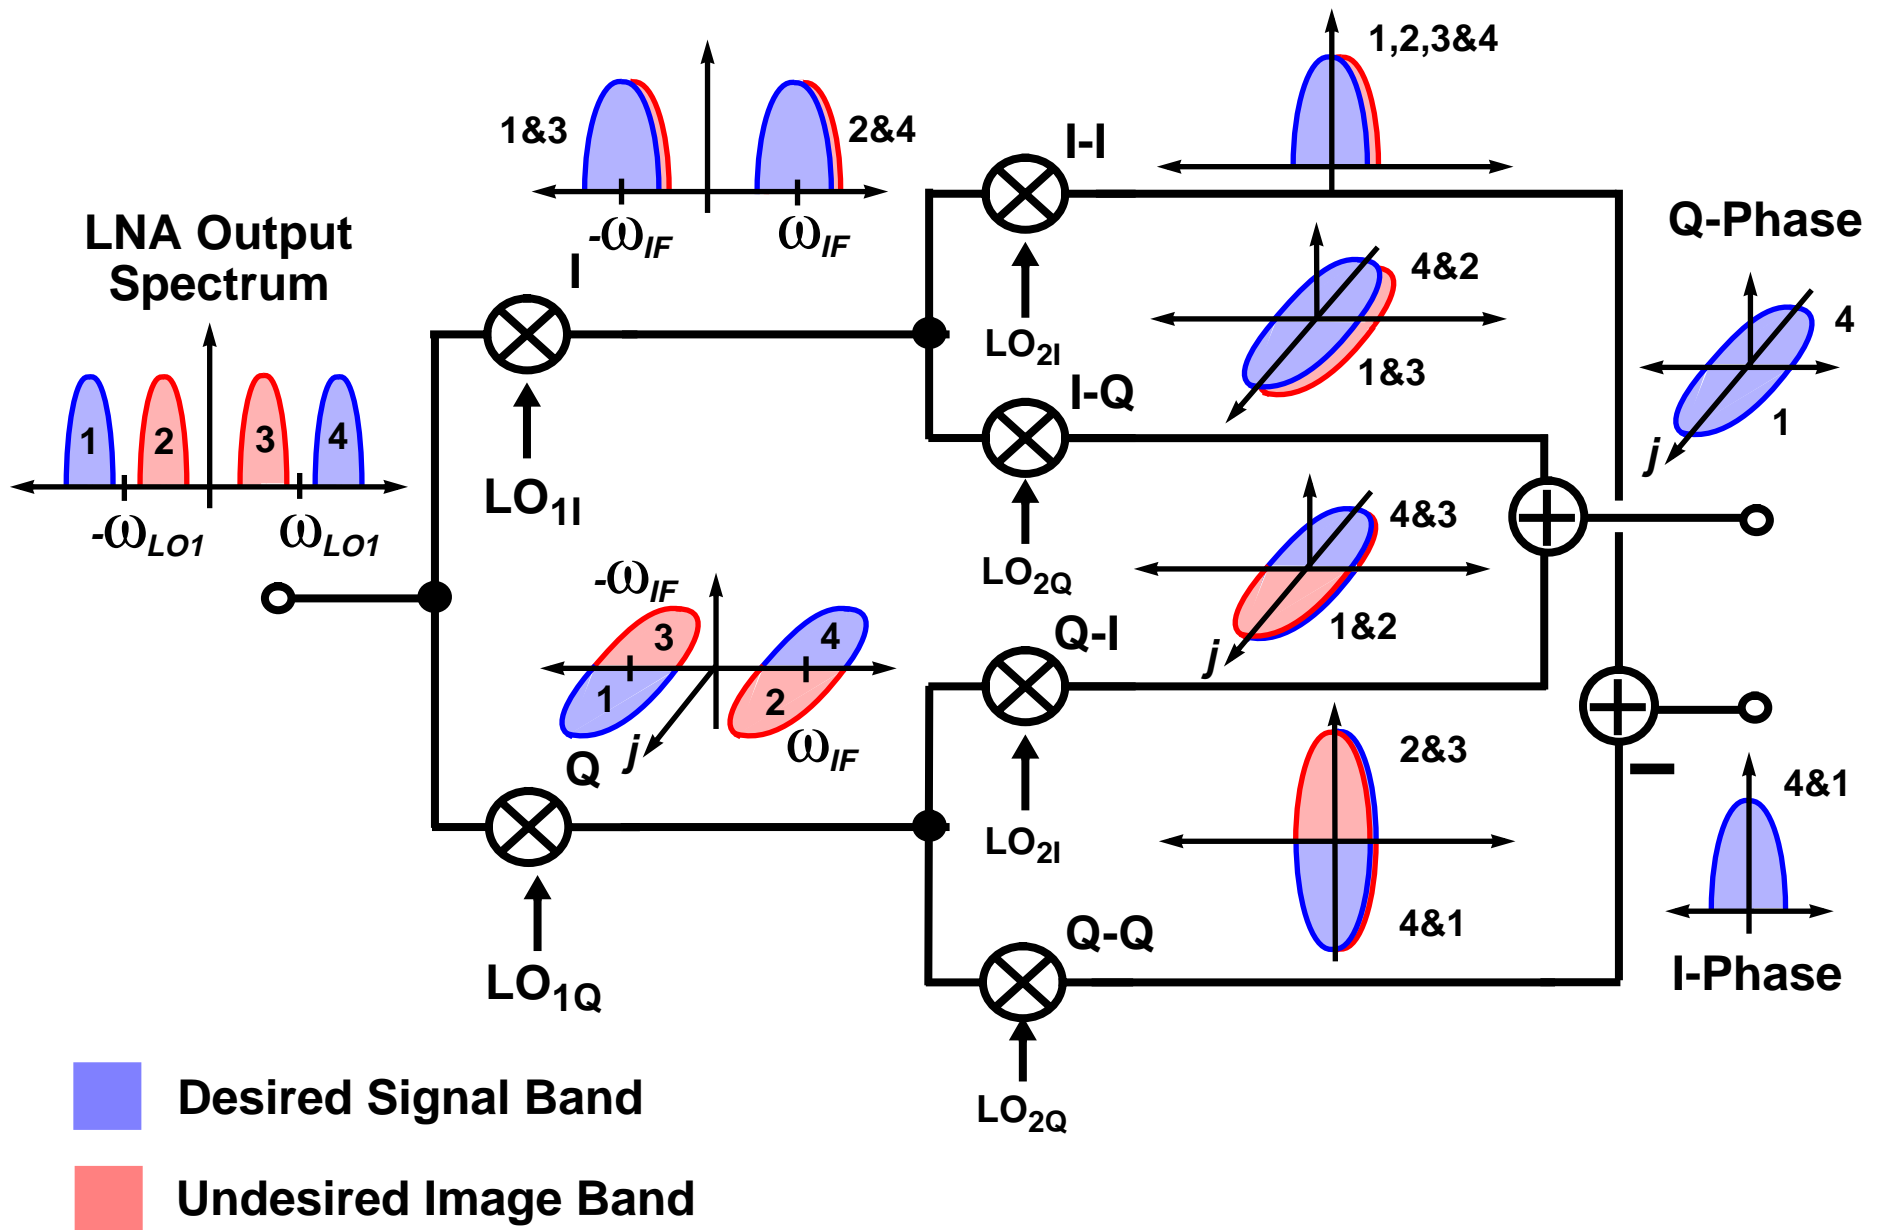 LNA Output
Spectrum
1
2
3
4
-ωLO1
ωLO1
1&3
2&4
-ωIF
ωIF
I
LO1I
-ωIF
3
4
1
2
j
ωIF
Q
LO1Q
I-I
LO2I
1,2,3&4
I-Q
LO2Q
4&2
1&3
Q-I
LO2I
4&3
1&2
j
Q-Q
LO2Q
2&3
4&1
Q-Phase
4
1
j
−
4&1
I-Phase
Desired Signal Band
Undesired Image Band